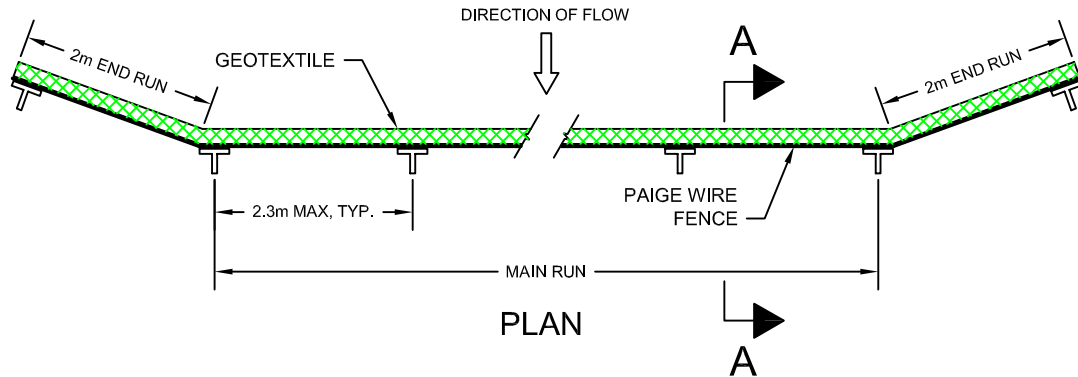 DIRECTION OF FLOW
A
2m END RUN
GEOTEXTILE
2m END RUN
2.3m MAX, TYP.
PAIGE WIRE
FENCE
MAIN RUN
PLAN
A